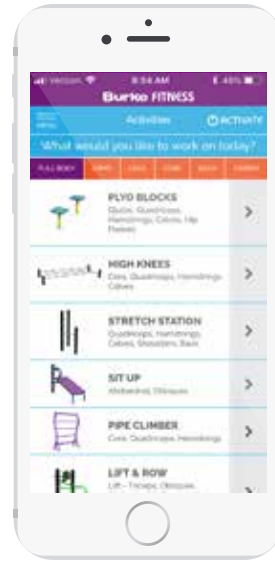 Verizon 8:34 AM 45%
Burke FITNESS
MENU Activities ACTIVATE
What would you like to work on today?
FULL BODY ARMS LEGS CORE BACK CARDIO
PLYO BLOCKS
Glutes, Quadriceps,
Hamstrings, Calves, Hip
Flexors
HIGH KNEES
Core, Quadriceps, Hamstrings,
Calves
STRETCH STATION
Quadriceps, Hamstrings,
Calves, Shoulders, Back
SIT UP
Abdominal, Obliques
PIPE CLIMBER
Core, Quadriceps, Hamstrings
LIFT & ROW
Lift - Triceps, Obliques,